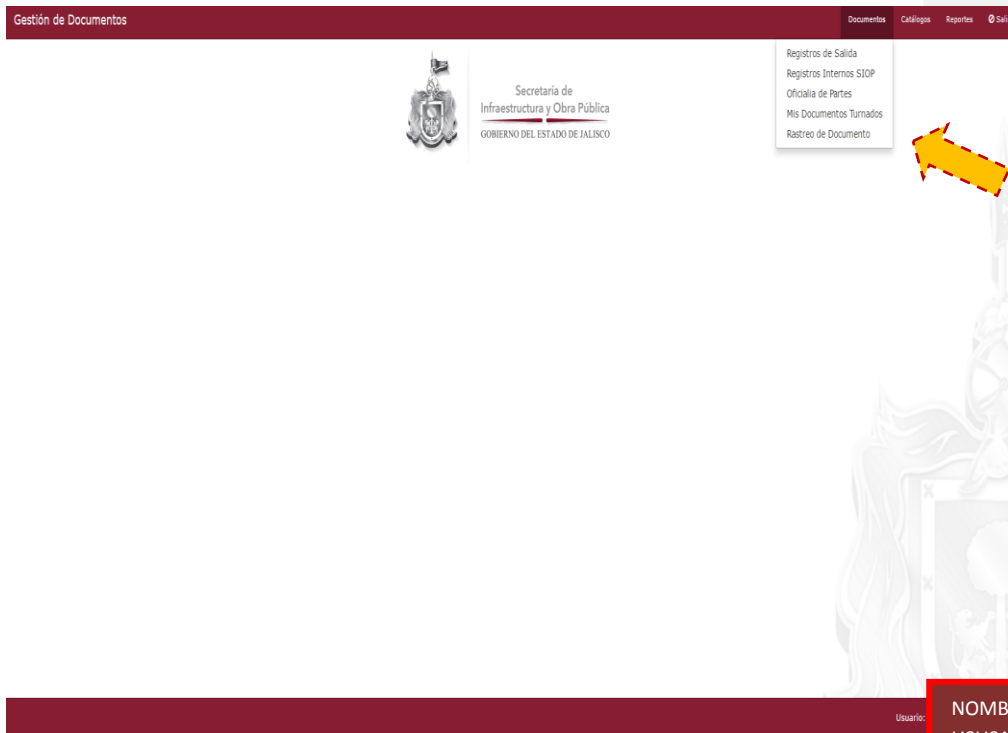 Gestión de Documentos
Documentos Catálogos Reportes
Registros de Salida
Registros Internos SIOP
Oficialia de Partes
Mis Documentos Turnados
Rastreo de Documento
Secretaría de
Infraestructura y Obra Pública
GOBIERNO DEL ESTADO DE JALISCO
Usuario: